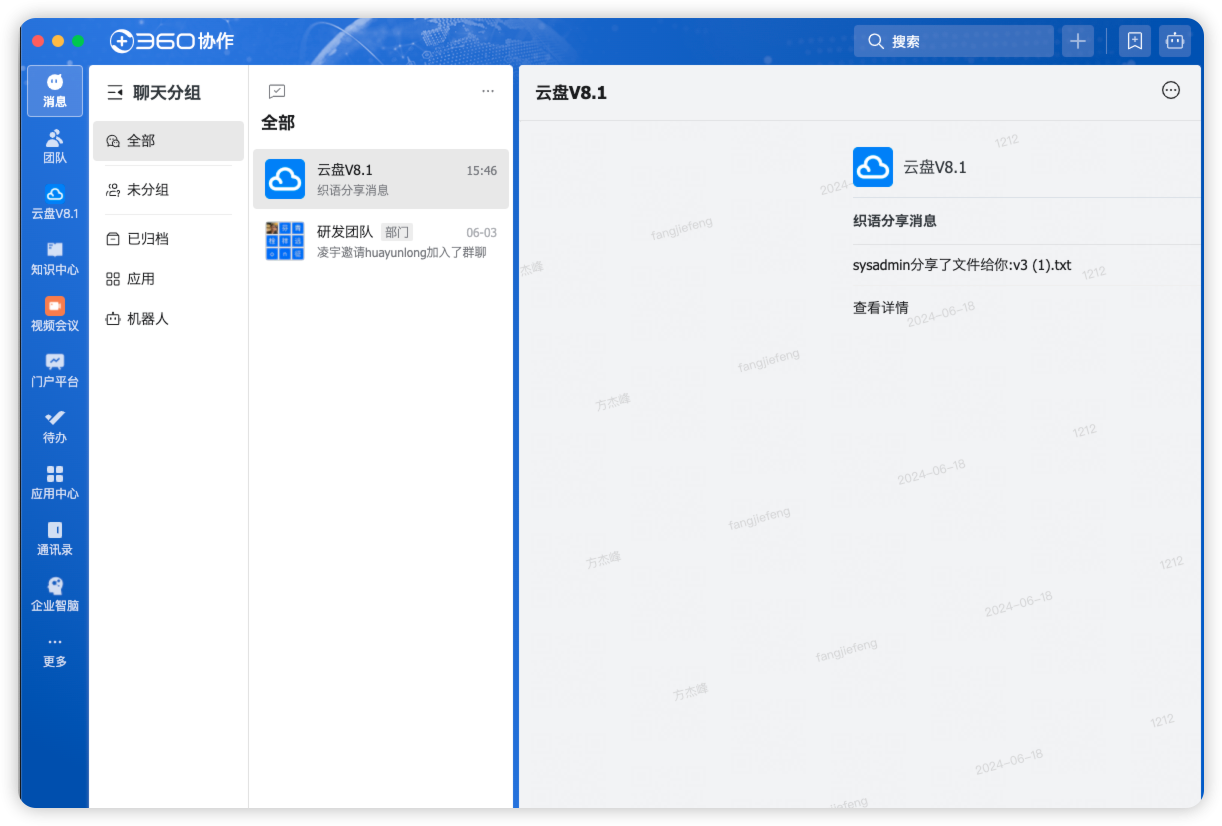 360协作
搜索
消息
团队
云盘V8.1
知识中心
视频会议
门户平台
待办
应用中心
通讯录
企业智脑
更多
聊天分组
全部
未分组
已归档
应用
机器人
全部
云盘V8.1
15:46
织语分享消息
研发团队 部门
06-03
凌宇邀请huayunlong加入了群聊
云盘V8.1
云盘V8.1
织语分享消息
sysadmin分享了文件给你:v3 (1).txt
查看详情
1212
2024-
fangjiefeng
杰峰
1212
2024-06-18
fangjiefeng
方杰峰
1212
2024-06-18
fangjiefeng
方杰峰
1212
2024-06-18
fangjiefeng
方杰峰
1212
2024-06-18
jiefeng